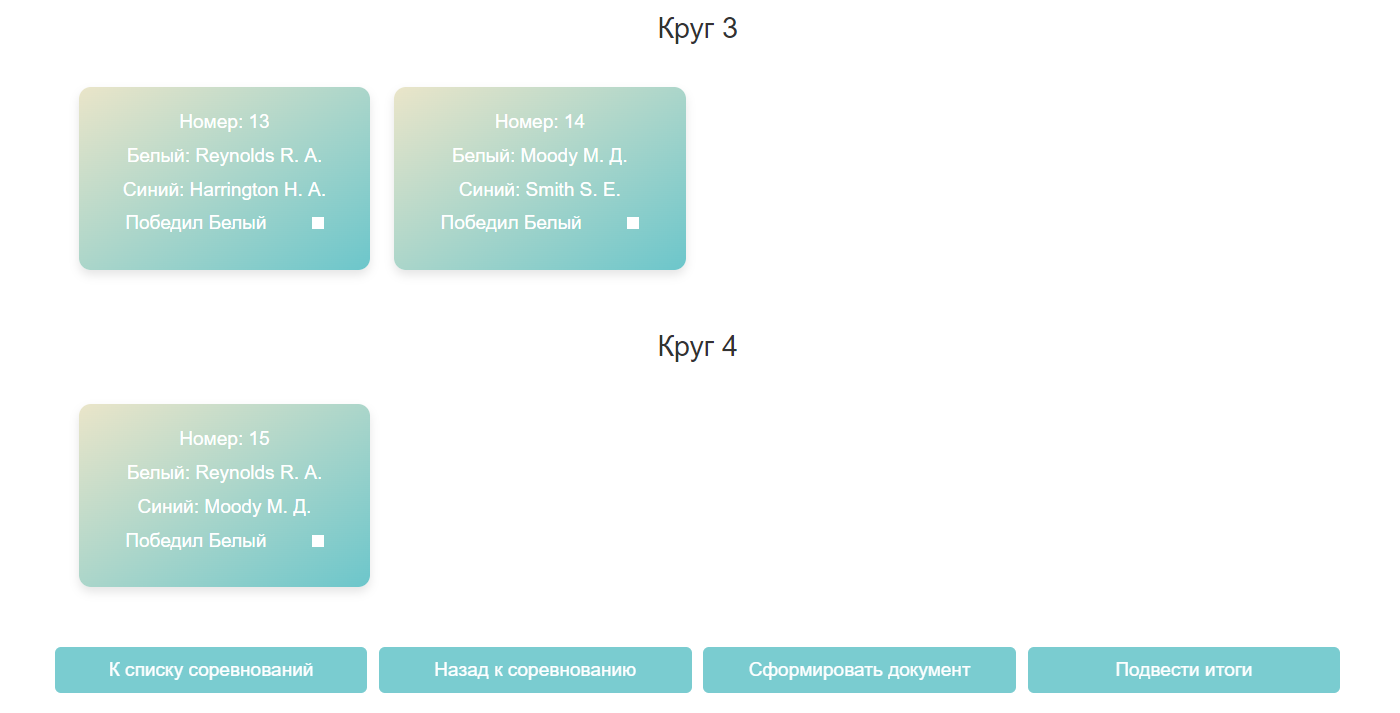 Круг 3
Номер: 13
Белый: Reynolds R. А.
Синий: Harrington H. А.
Победил Белый
Номер: 14
Белый: Moody М. Д.
Синий: Smith S. Е.
Победил Белый
Круг 4
Номер: 15
Белый: Reynolds R. А.
Синий: Moody М. Д.
Победил Белый
К списку соревнований
Назад к соревнованию
Сформировать документ
Подвести итоги